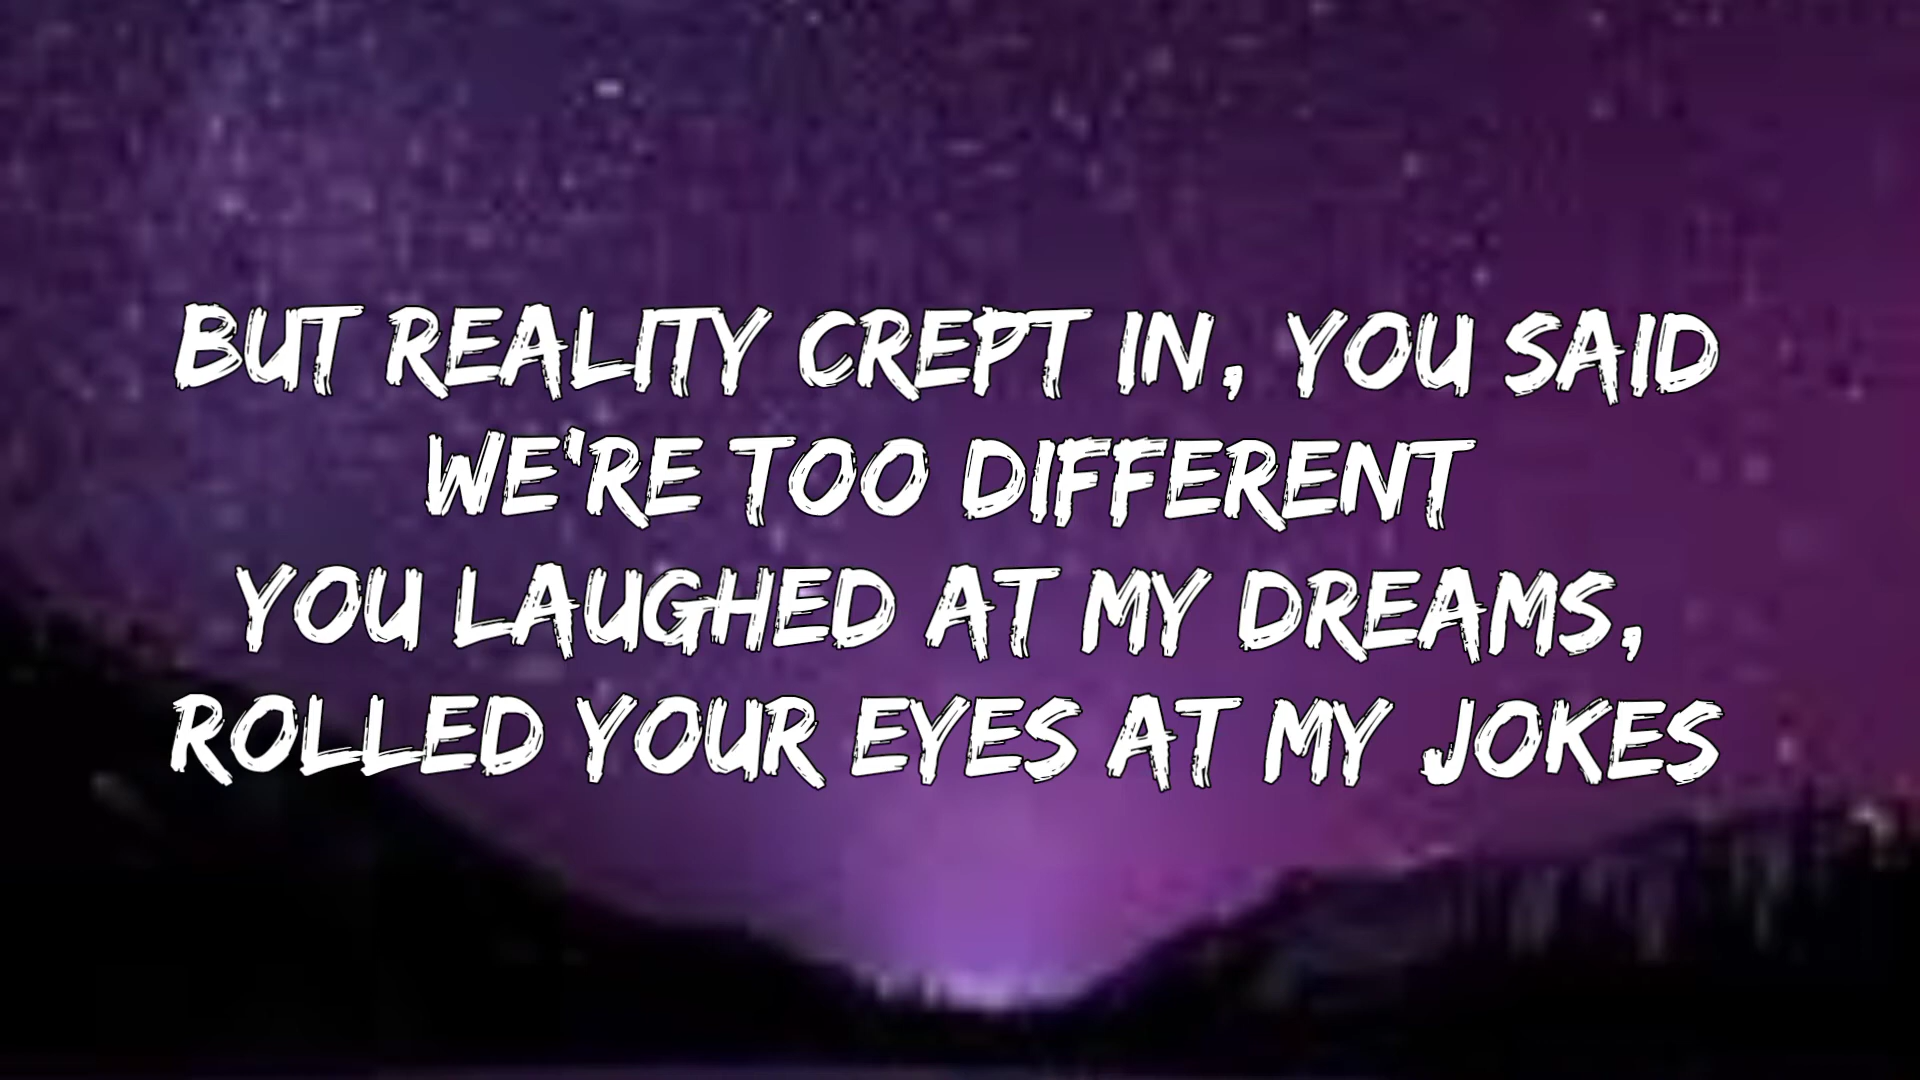 BUT REALITY CREPT IN, YOU SAID
WE'RE TOO DIFFERENT
YOU LAUGHED AT MY DREAMS,
ROLLED YOUR EYES AT MY JOKES